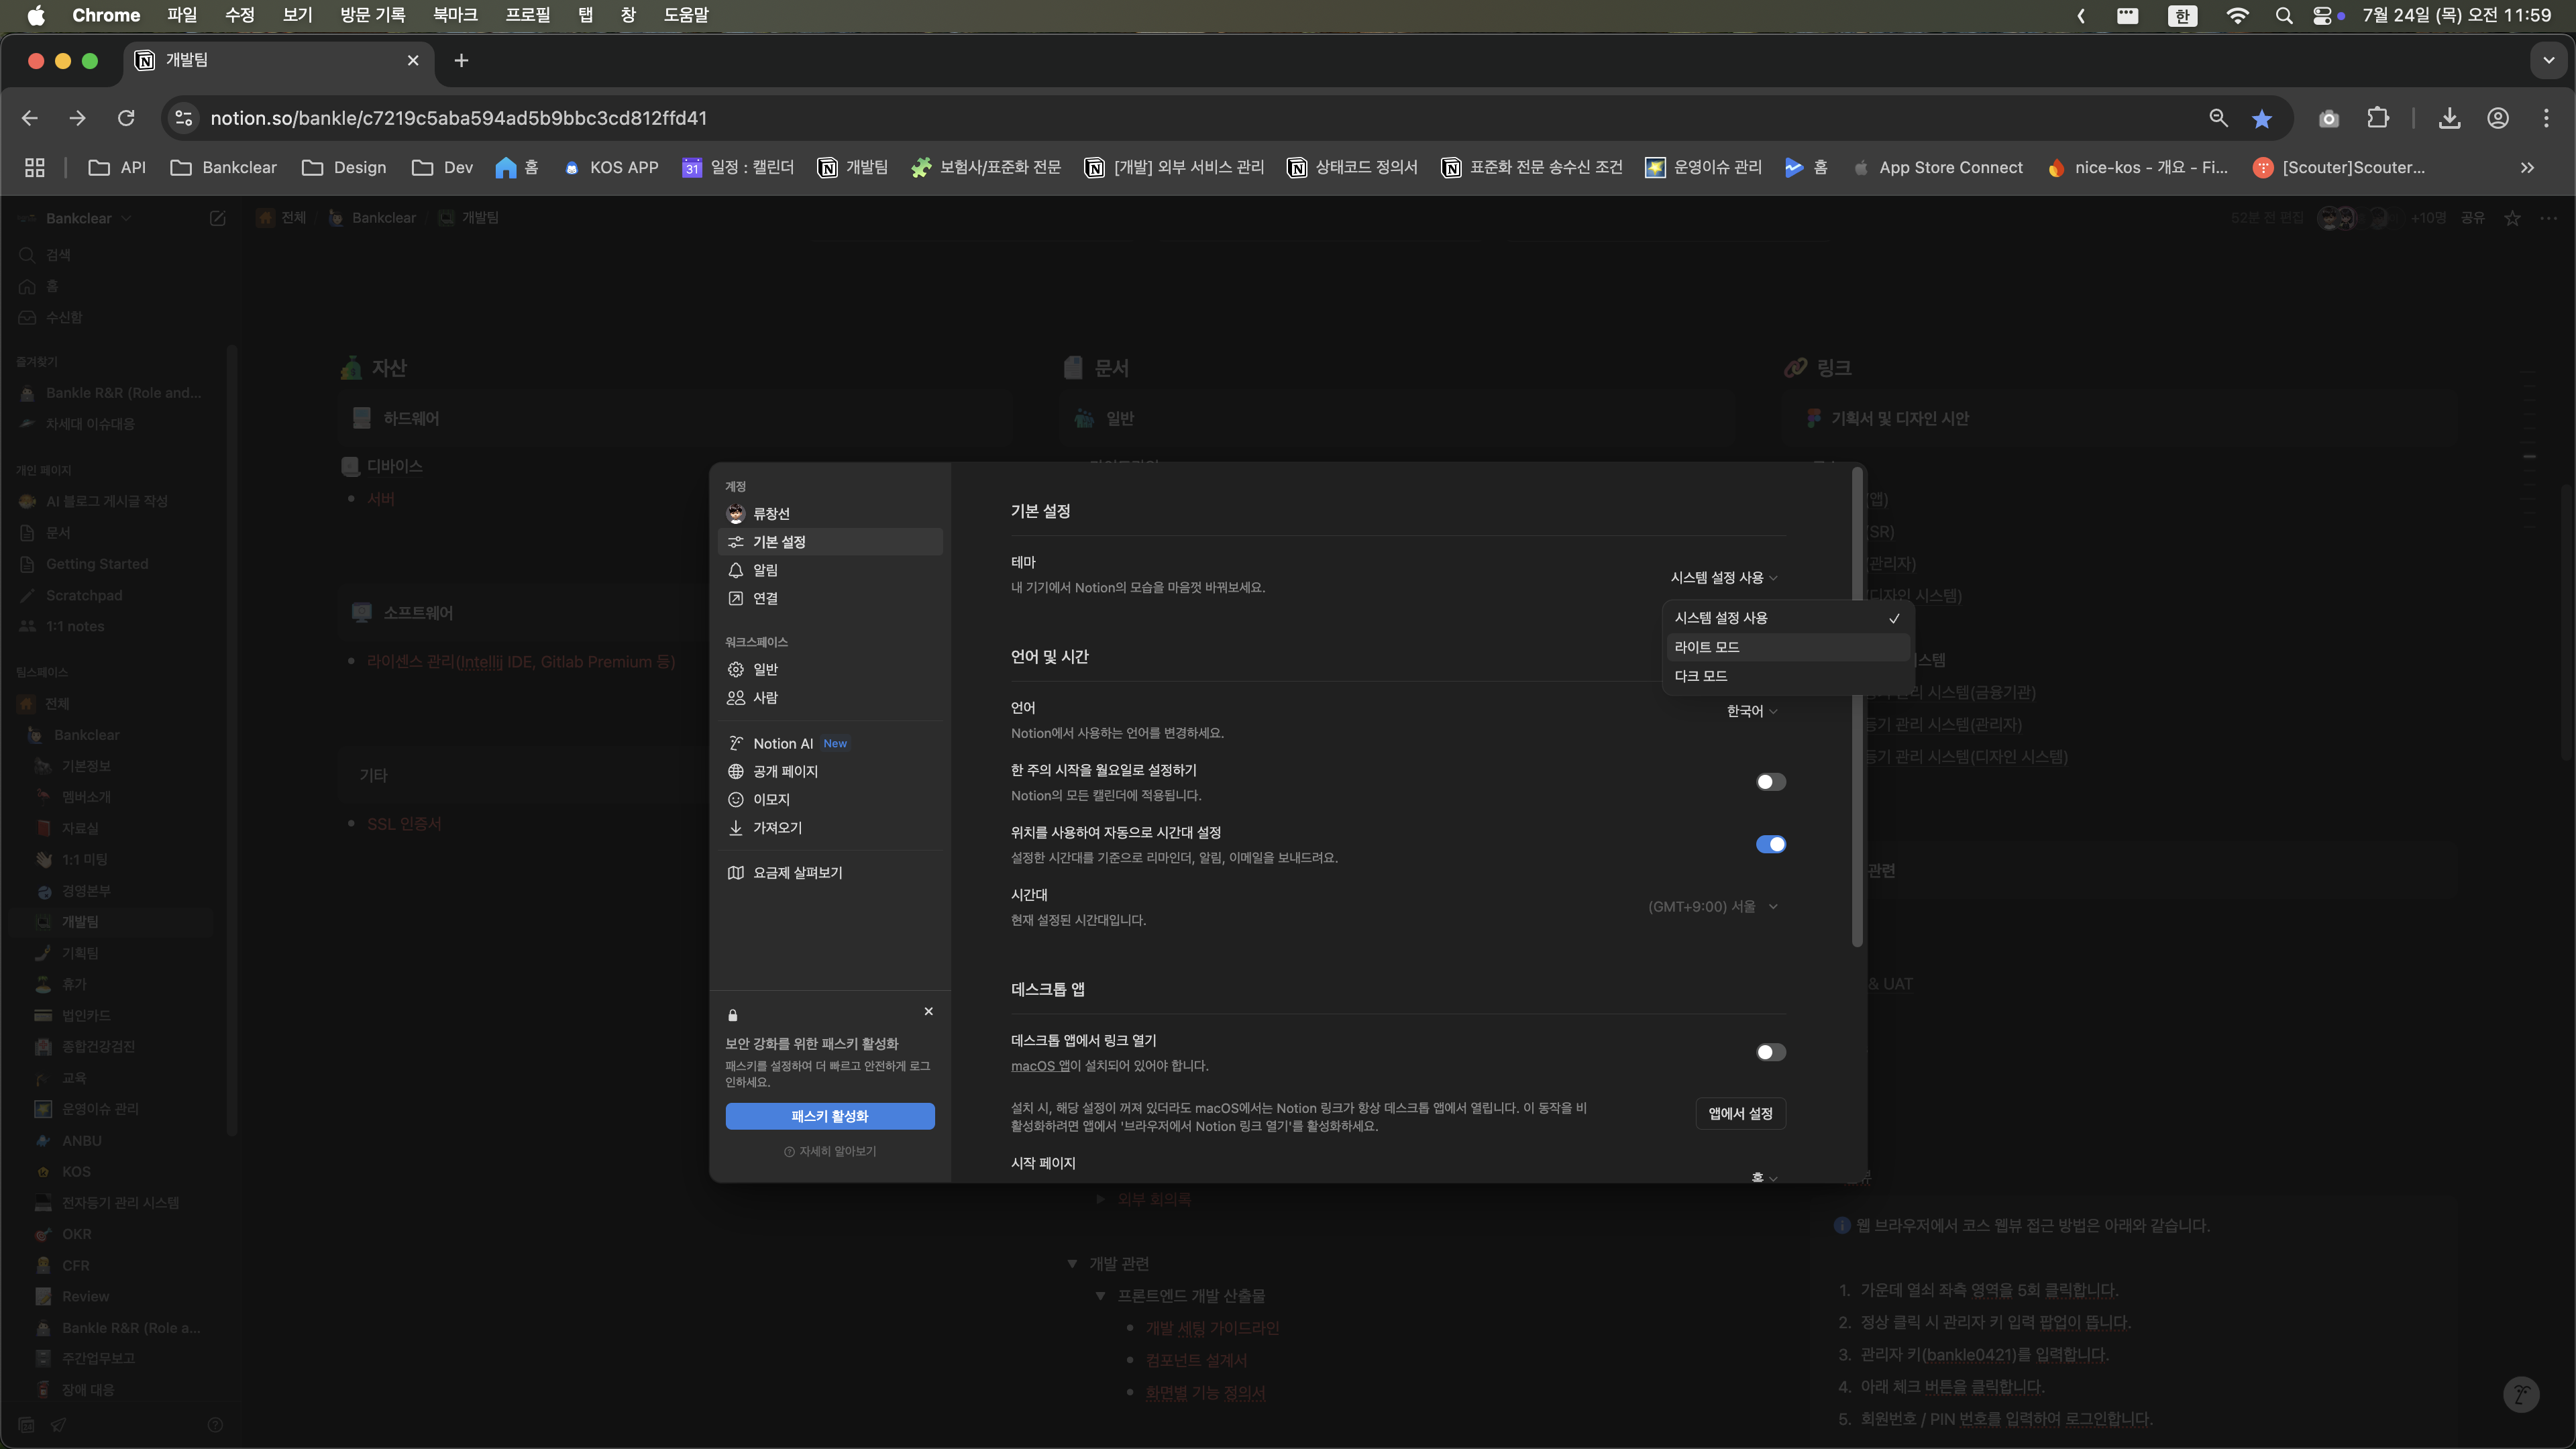 Chrome 파일 수정 보기 방문 기록 북마크 프로필 탭 창 도움말 한 7월 24일 (목) 오전 11:59
개발팀
notion.so/bankle/c7219c5aba594ad5b9bbc3cd812ffd41
API Bankclear Design Dev 홈 KOS APP 31 일정 : 캘린더 개발팀 보험사/표준화 전문 [개발] 외부 서비스 관리 상태코드 정의서 표준화 전문 송수신 조건 운영이슈 관리 홈 App Store Connect nice-kos - 개요 - Fi... [Scouter]Scouter...
Bankclear
전체 / Bankclear / 개발팀
52분 전 편집 +10명 공유
검색
홈
수신함
즐겨찾기
Bankle R&R (Role and...
차세대 이슈대응
개인 페이지
AI 블로그 게시글 작성
문서
Getting Started
Scratchpad
1:1 notes
팀스페이스
전체
Bankclear
기본정보
멤버소개
자료실
1:1 미팅
경영본부
개발팀
기획팀
휴가
법인카드
종합건강검진
교육
운영이슈 관리
ANBU
KOS
전자등기 관리 시스템
OKR
CFR
Review
Bankle R&R (Role a...
주간업무보고
장애 대응
자산
하드웨어
디바이스
서버
소프트웨어
라이센스 관리(Intellij IDE, Gitlab Premium 등)
기타
SSL 인증서
문서
일반
링크
기획서 및 디자인 시안
계정
류창선
기본 설정
알림
연결
워크스페이스
일반
사람
Notion AI New
공개 페이지
이모지
가져오기
요금제 살펴보기
보안 강화를 위한 패스키 활성화
패스키를 설정하여 더 빠르고 안전하게 로그
인하세요.
패스키 활성화
자세히 알아보기
기본 설정
테마
내 기기에서 Notion의 모습을 마음껏 바꿔보세요.
시스템 설정 사용
시스템 설정 사용
라이트 모드
다크 모드
언어 및 시간
언어
Notion에서 사용하는 언어를 변경하세요.
한국어
한 주의 시작을 월요일로 설정하기
Notion의 모든 캘린더에 적용됩니다.
위치를 사용하여 자동으로 시간대 설정
설정한 시간대를 기준으로 리마인더, 알림, 이메일을 보내드려요.
시간대
현재 설정된 시간대입니다.
(GMT+9:00) 서울
데스크톱 앱
데스크톱 앱에서 링크 열기
macOS 앱이 설치되어 있어야 합니다.
설치 시, 해당 설정이 꺼져 있더라도 macOS에서는 Notion 링크가 항상 데스크톱 앱에서 열립니다. 이 동작을 비
활성화하려면 앱에서 '브라우저에서 Notion 링크 열기'를 활성화하세요.
앱에서 설정
시작 페이지
홈
앱)
SR)
관리자)
디자인 시스템)
스템
관리 시스템(금융기관)
등기 관리 시스템(관리자)
등기 관리 시스템(디자인 시스템)
관련
& UAT
외부 회의록
개발 관련
프론트엔드 개발 산출물
개발 세팅 가이드라인
컴포넌트 설계서
화면별 기능 정의서
웹 브라우저에서 코스 웹뷰 접근 방법은 아래와 같습니다.
1. 가운데 열쇠 좌측 영역을 5회 클릭합니다.
2. 정상 클릭 시 관리자 키 입력 팝업이 뜹니다.
3. 관리자 키(bankle0421)를 입력합니다.
4. 아래 체크 버튼을 클릭합니다.
5. 회원번호 / PIN 번호를 입력하여 로그인합니다.